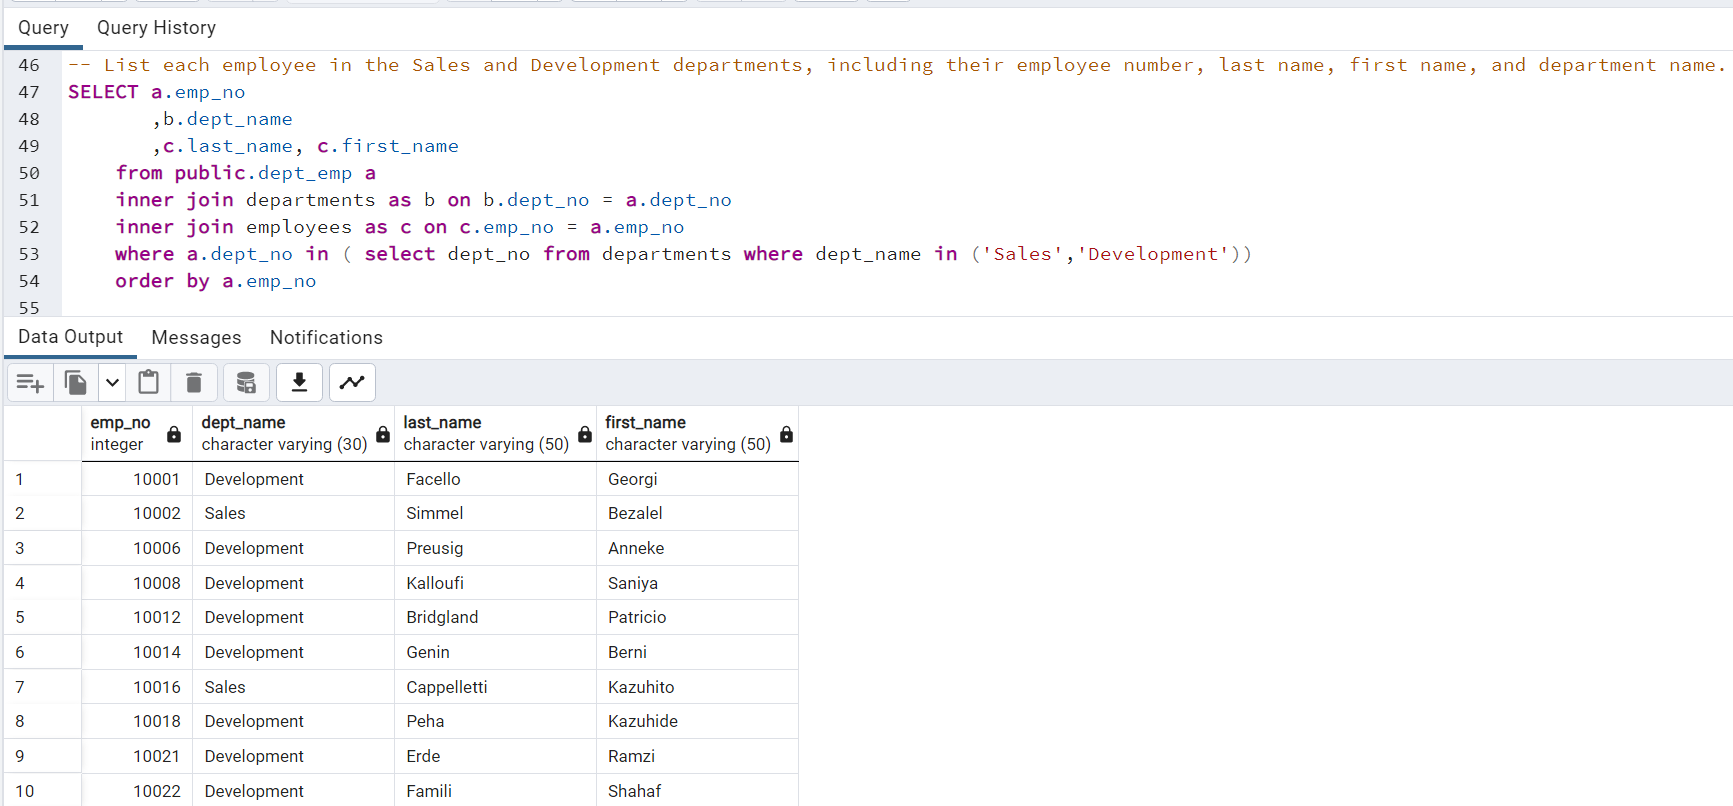 Query Query History
46 -- List each employee in the Sales and Development departments, including their employee number, last name, first name, and department name.
47 SELECT a.emp_no
48 ,b.dept_name
49 ,c.last_name, c.first_name
50 from public.dept_emp a
51 inner join departments as b on b.dept_no = a.dept_no
52 inner join employees as c on c.emp_no = a.emp_no
53 where a.dept_no in ( select dept_no from departments where dept_name in ('Sales','Development'))
54 order by a.emp_no
55
Data Output Messages Notifications
emp_no dept_name last_name first_name
integer character varying (30) character varying (50) character varying (50)
1 10001 Development Facello Georgi
2 10002 Sales Simmel Bezalel
3 10006 Development Preusig Anneke
4 10008 Development Kalloufi Saniya
5 10012 Development Bridgland Patricio
6 10014 Development Genin Berni
7 10016 Sales Cappelletti Kazuhito
8 10018 Development Peha Kazuhide
9 10021 Development Erde Ramzi
10 10022 Development Famili Shahaf